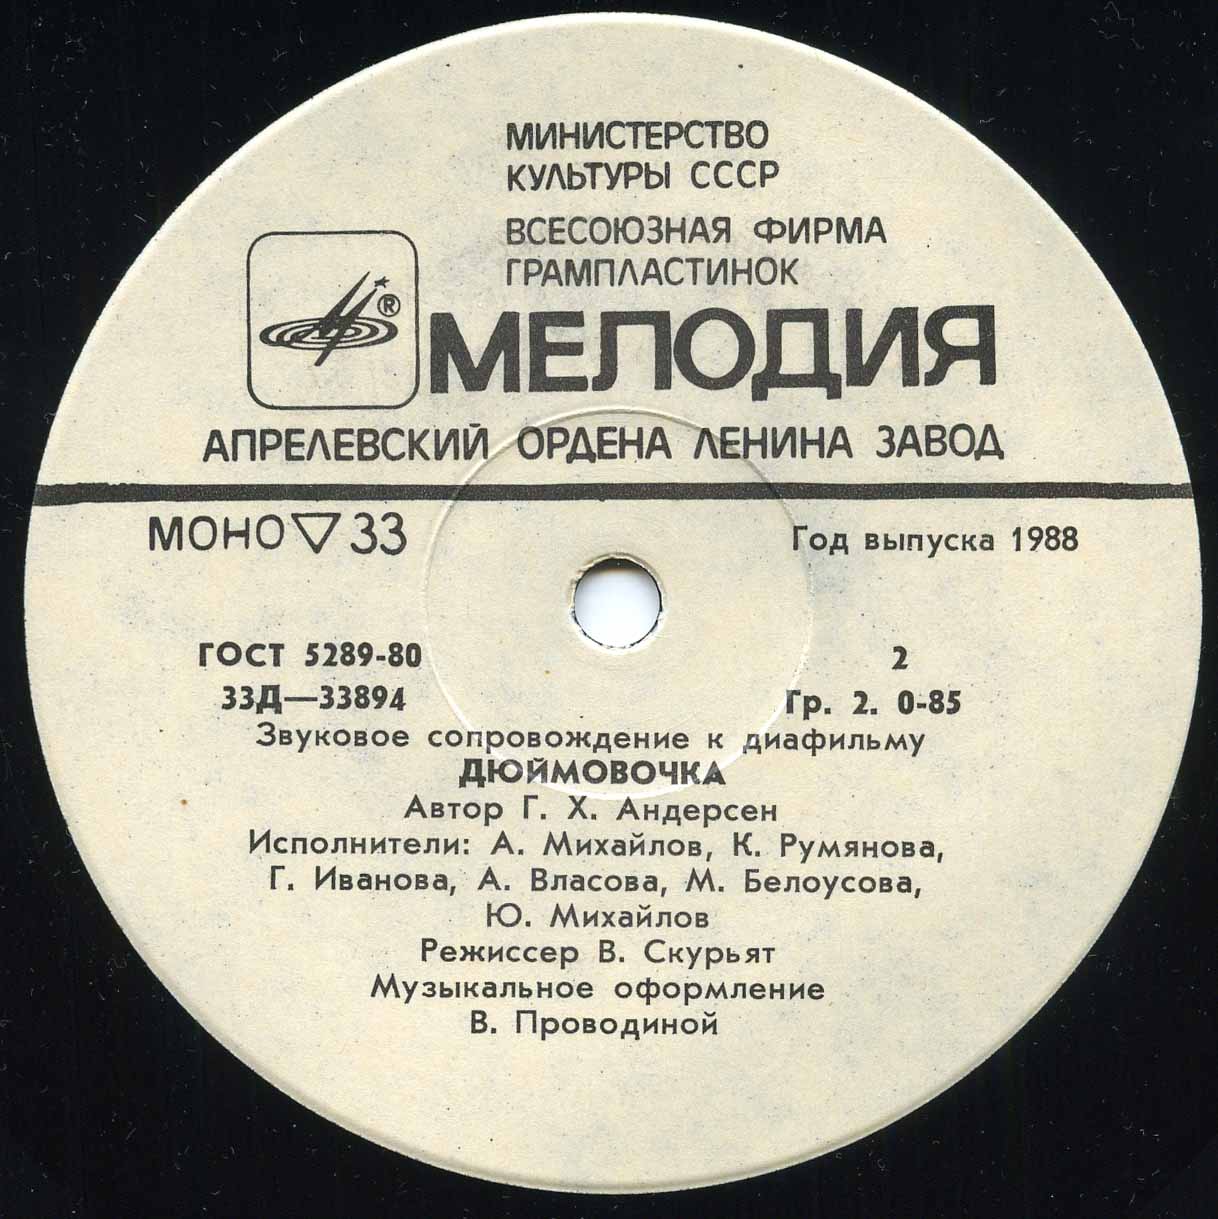 МИНИСТЕРСТВО
КУЛЬТУРЫ СССР
ВСЕСОЮЗНАЯ ФИРМА
ГРАМПЛАСТИНОК
®
МЕЛОДИЯ
АПРЕЛЕВСКИЙ ОРДЕНА ЛЕНИНА ЗАВОД
МОНО ▽ 33
Год выпуска 1988
ГОСТ 5289-80
2
33Д—33894
Гр. 2. 0-85
Звуковое сопровождение к диафильму
ДЮЙМОВОЧКА
Автор Г. Х. Андерсен
Исполнители: А. Михайлов, К. Румянова,
Г. Иванова, А. Власова, М. Белоусова,
Ю. Михайлов
Режиссер В. Скурьят
Музыкальное оформление
В. Проводиной